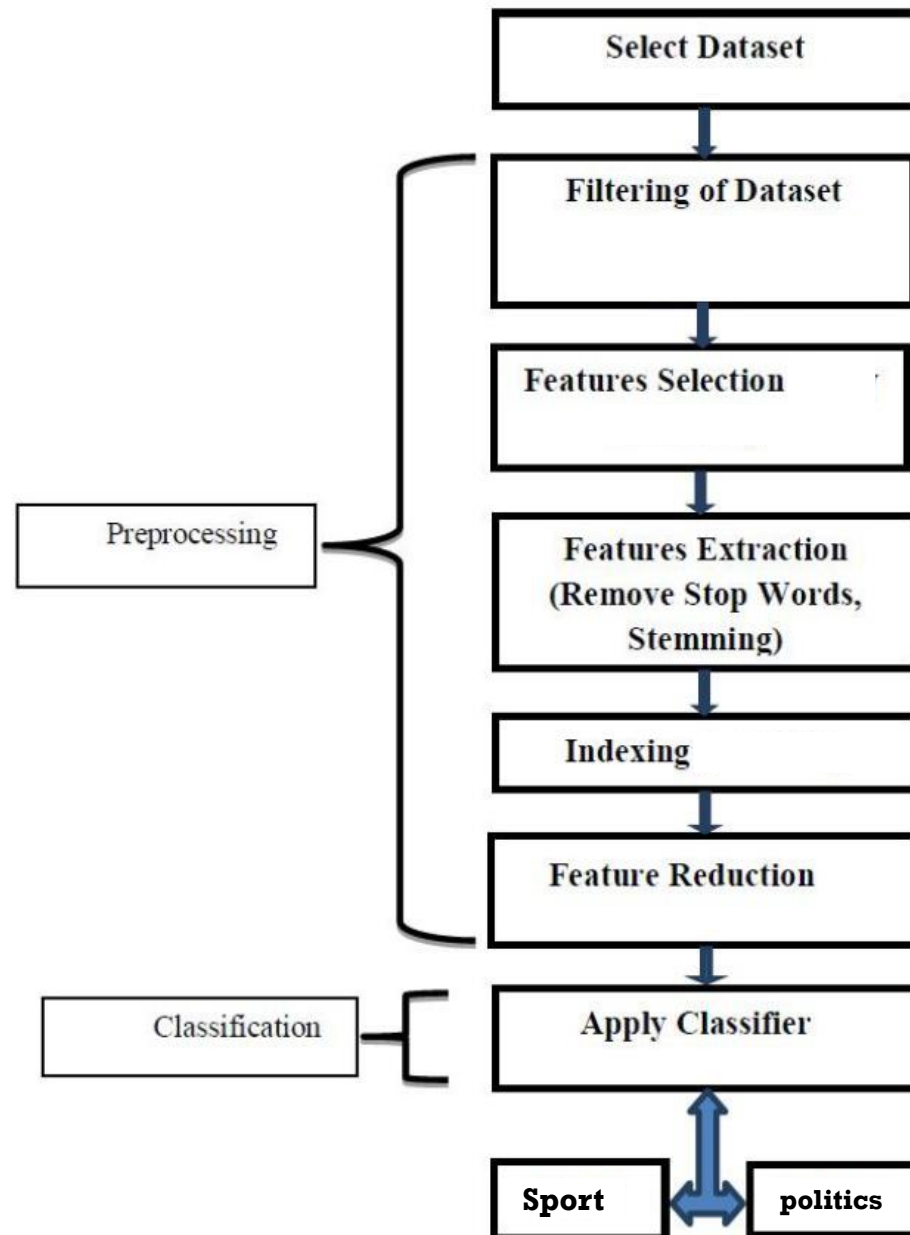 Select Dataset
Filtering of Dataset
Features Selection
Preprocessing
Features Extraction
(Remove Stop Words,
Stemming)
Indexing
Feature Reduction
Classification
Apply Classifier
Sport
politics